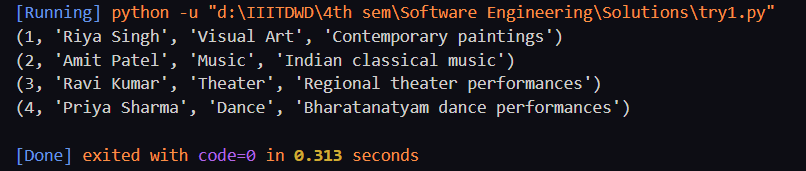 [Running] python -u "d:\IIITDWD\4th sem\Software Engineering\Solutions\try1.py"
(1, 'Riya Singh', 'Visual Art', 'Contemporary paintings')
(2, 'Amit Patel', 'Music', 'Indian classical music')
(3, 'Ravi Kumar', 'Theater', 'Regional theater performances')
(4, 'Priya Sharma', 'Dance', 'Bharatanatyam dance performances')
[Done] exited with code=0 in 0.313 seconds